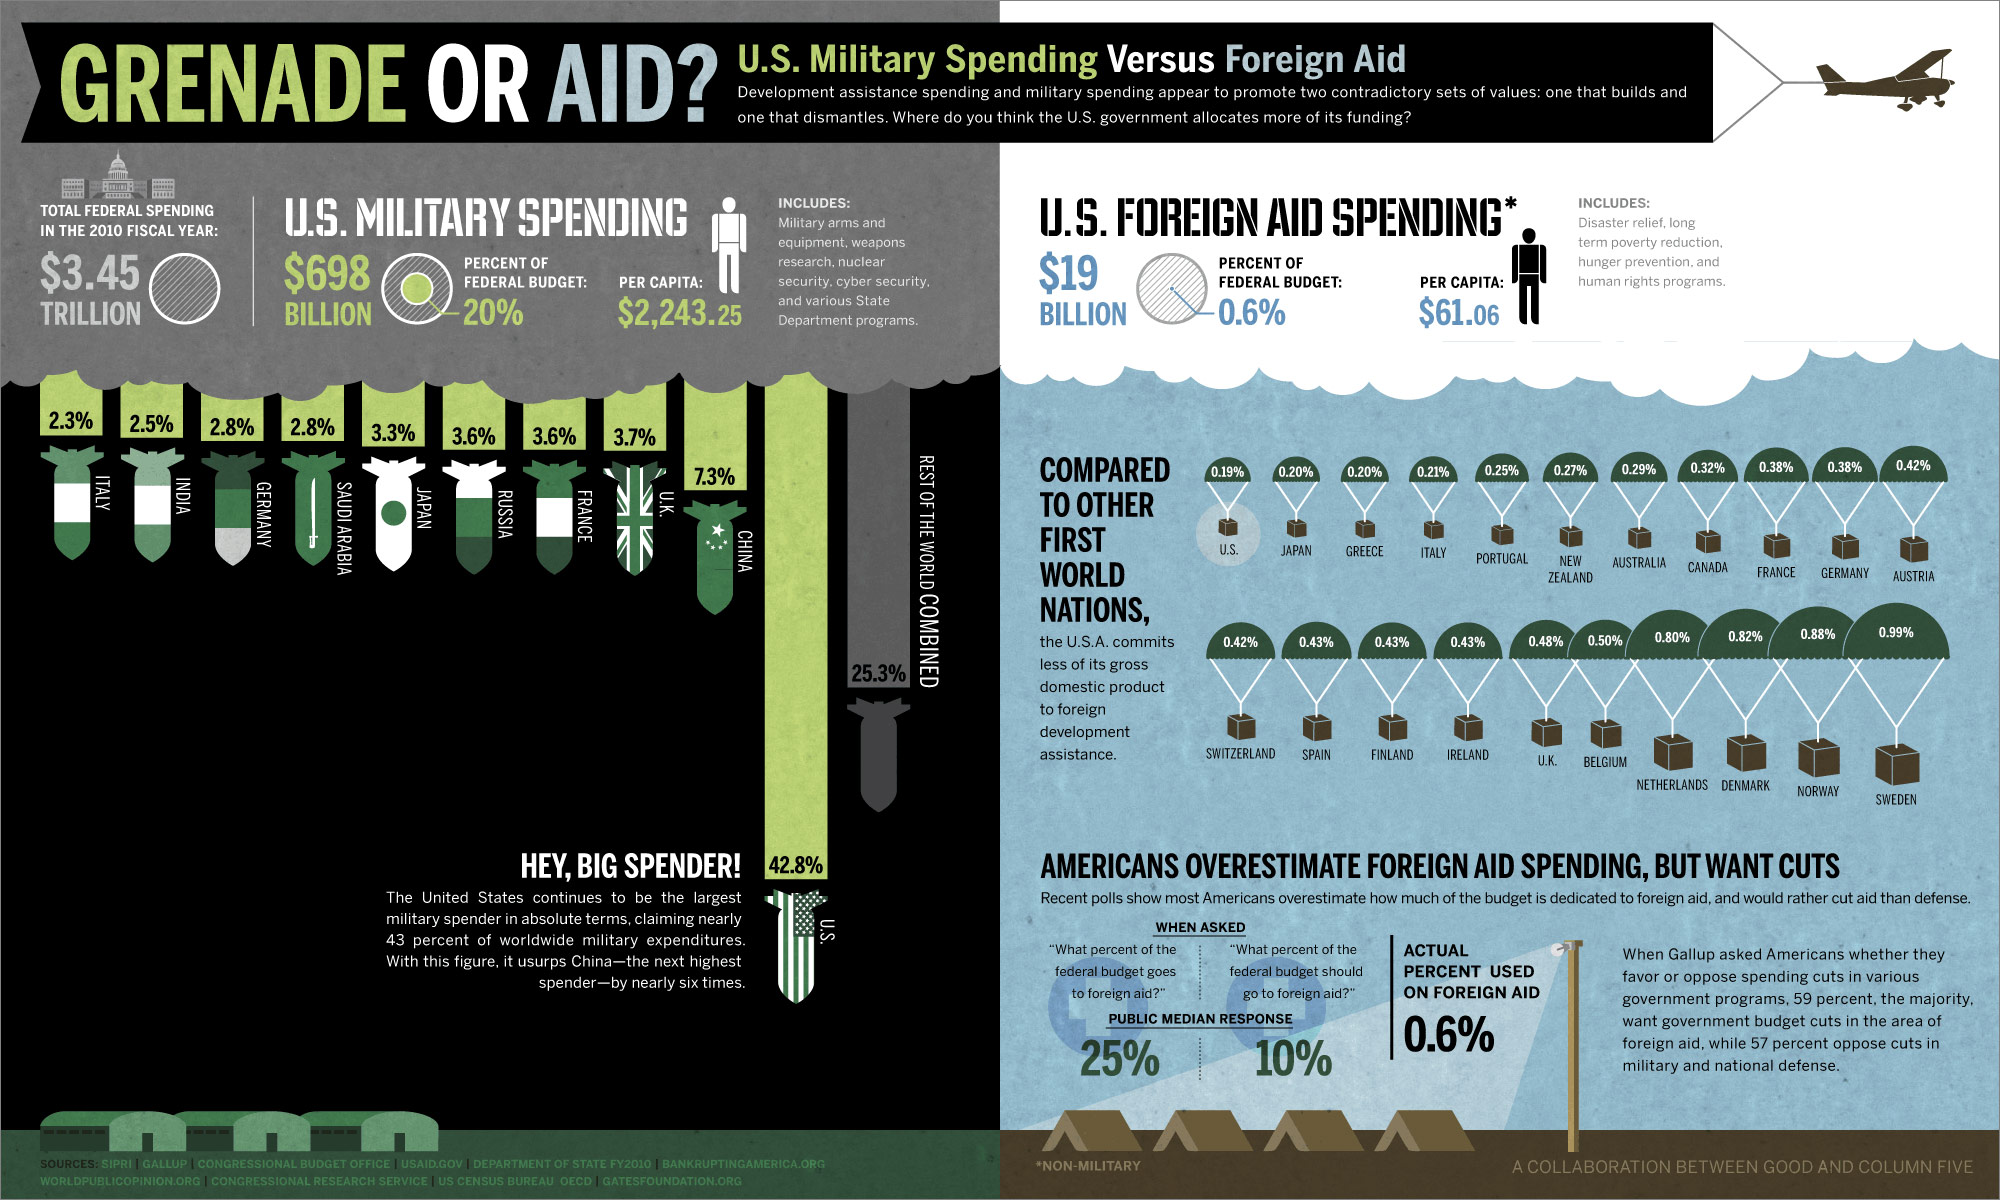 GRENADE OR AID?
U.S. Military Spending Versus Foreign Aid
Development assistance spending and military spending appear to promote two contradictory sets of values: one that builds and
one that dismantles. Where do you think the U.S. government allocates more of its funding?
TOTAL FEDERAL SPENDING
IN THE 2010 FISCAL YEAR:
$3.45
TRILLION
U.S. MILITARY SPENDING
$698
BILLION
PERCENT OF
FEDERAL BUDGET:
20%
PER CAPITA:
$2,243.25
INCLUDES:
Military arms and
equipment, weapons
research, nuclear
security, cyber security,
and various State
Department programs.
U.S. FOREIGN AID SPENDING*
$19
BILLION
PERCENT OF
FEDERAL BUDGET:
0.6%
PER CAPITA:
$61.06
INCLUDES:
Disaster relief, long
term poverty reduction,
hunger prevention, and
human rights programs.
2.3%
ITALY
2.5%
INDIA
2.8%
GERMANY
2.8%
SAUDI ARABIA
3.3%
JAPAN
3.6%
RUSSIA
3.6%
FRANCE
3.7%
U.K.
7.3%
CHINA
42.8%
U.S.
25.3%
REST OF THE WORLD COMBINED
HEY, BIG SPENDER!
The United States continues to be the largest
military spender in absolute terms, claiming nearly
43 percent of worldwide military expenditures.
With this figure, it usurps China—the next highest
spender—by nearly six times.
COMPARED
TO OTHER
FIRST
WORLD
NATIONS,
the U.S.A. commits
less of its gross
domestic product
to foreign
development
assistance.
0.19%
U.S.
0.20%
JAPAN
0.20%
GREECE
0.21%
ITALY
0.25%
PORTUGAL
0.27%
NEW
ZEALAND
0.29%
AUSTRALIA
0.32%
CANADA
0.38%
FRANCE
0.38%
GERMANY
0.42%
AUSTRIA
0.42%
SWITZERLAND
0.43%
SPAIN
0.43%
FINLAND
0.43%
IRELAND
0.48%
U.K.
0.50%
BELGIUM
0.80%
NETHERLANDS
0.82%
DENMARK
0.88%
NORWAY
0.99%
SWEDEN
AMERICANS OVERESTIMATE FOREIGN AID SPENDING, BUT WANT CUTS
Recent polls show most Americans overestimate how much of the budget is dedicated to foreign aid, and would rather cut aid than defense.
WHEN ASKED
“What percent of the
federal budget goes
to foreign aid?”
“What percent of the
federal budget should
go to foreign aid?”
PUBLIC MEDIAN RESPONSE
25%
10%
ACTUAL
PERCENT USED
ON FOREIGN AID
0.6%
When Gallup asked Americans whether they
favor or oppose spending cuts in various
government programs, 59 percent, the majority,
want government budget cuts in the area of
foreign aid, while 57 percent oppose cuts in
military and national defense.
SOURCES: SIPRI | GALLUP | CONGRESSIONAL BUDGET OFFICE | USAID.GOV | DEPARTMENT OF STATE FY2010 | BANKRUPTINGAMERICA.ORG
WORLDPUBLICOPINION.ORG | CONGRESSIONAL RESEARCH SERVICE | US CENSUS BUREAU OECD | GATESFOUNDATION.ORG
*NON-MILITARY
A COLLABORATION BETWEEN GOOD AND COLUMN FIVE